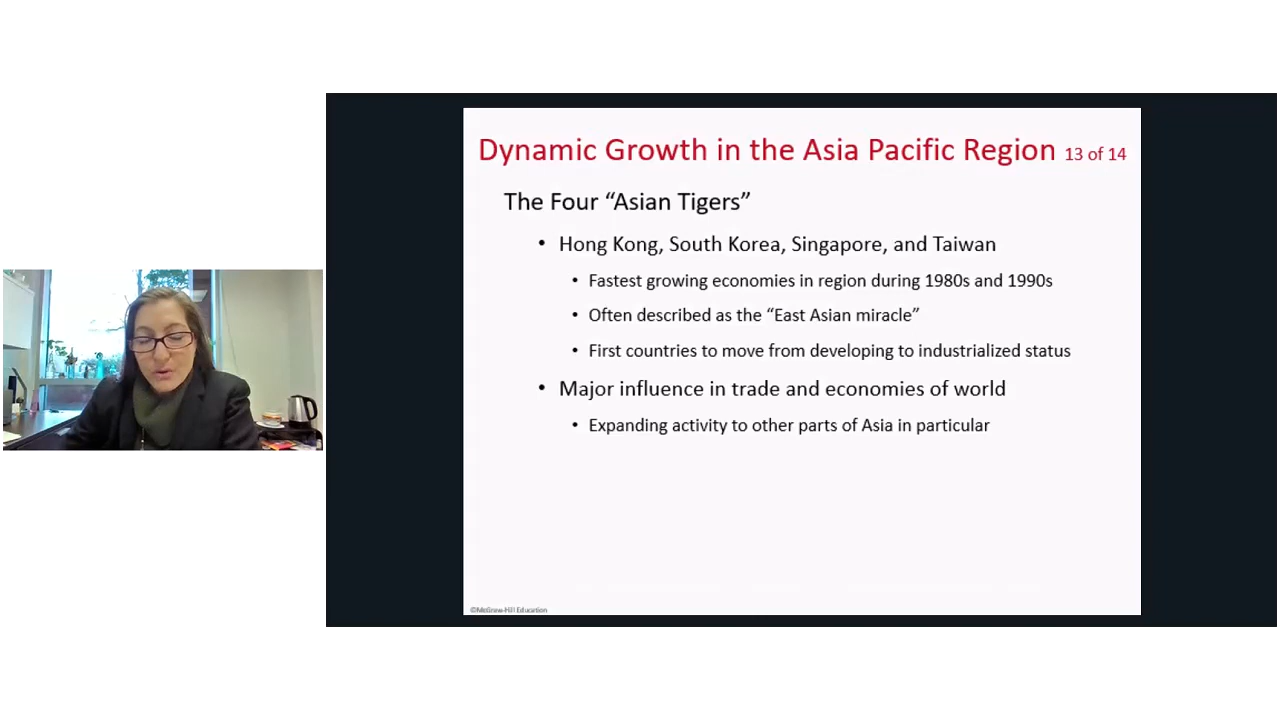 Dynamic Growth in the Asia Pacific Region 13 of 14
The Four “Asian Tigers”
• Hong Kong, South Korea, Singapore, and Taiwan
• Fastest growing economies in region during 1980s and 1990s
• Often described as the “East Asian miracle”
• First countries to move from developing to industrialized status
• Major influence in trade and economies of world
• Expanding activity to other parts of Asia in particular
©McGraw-Hill Education